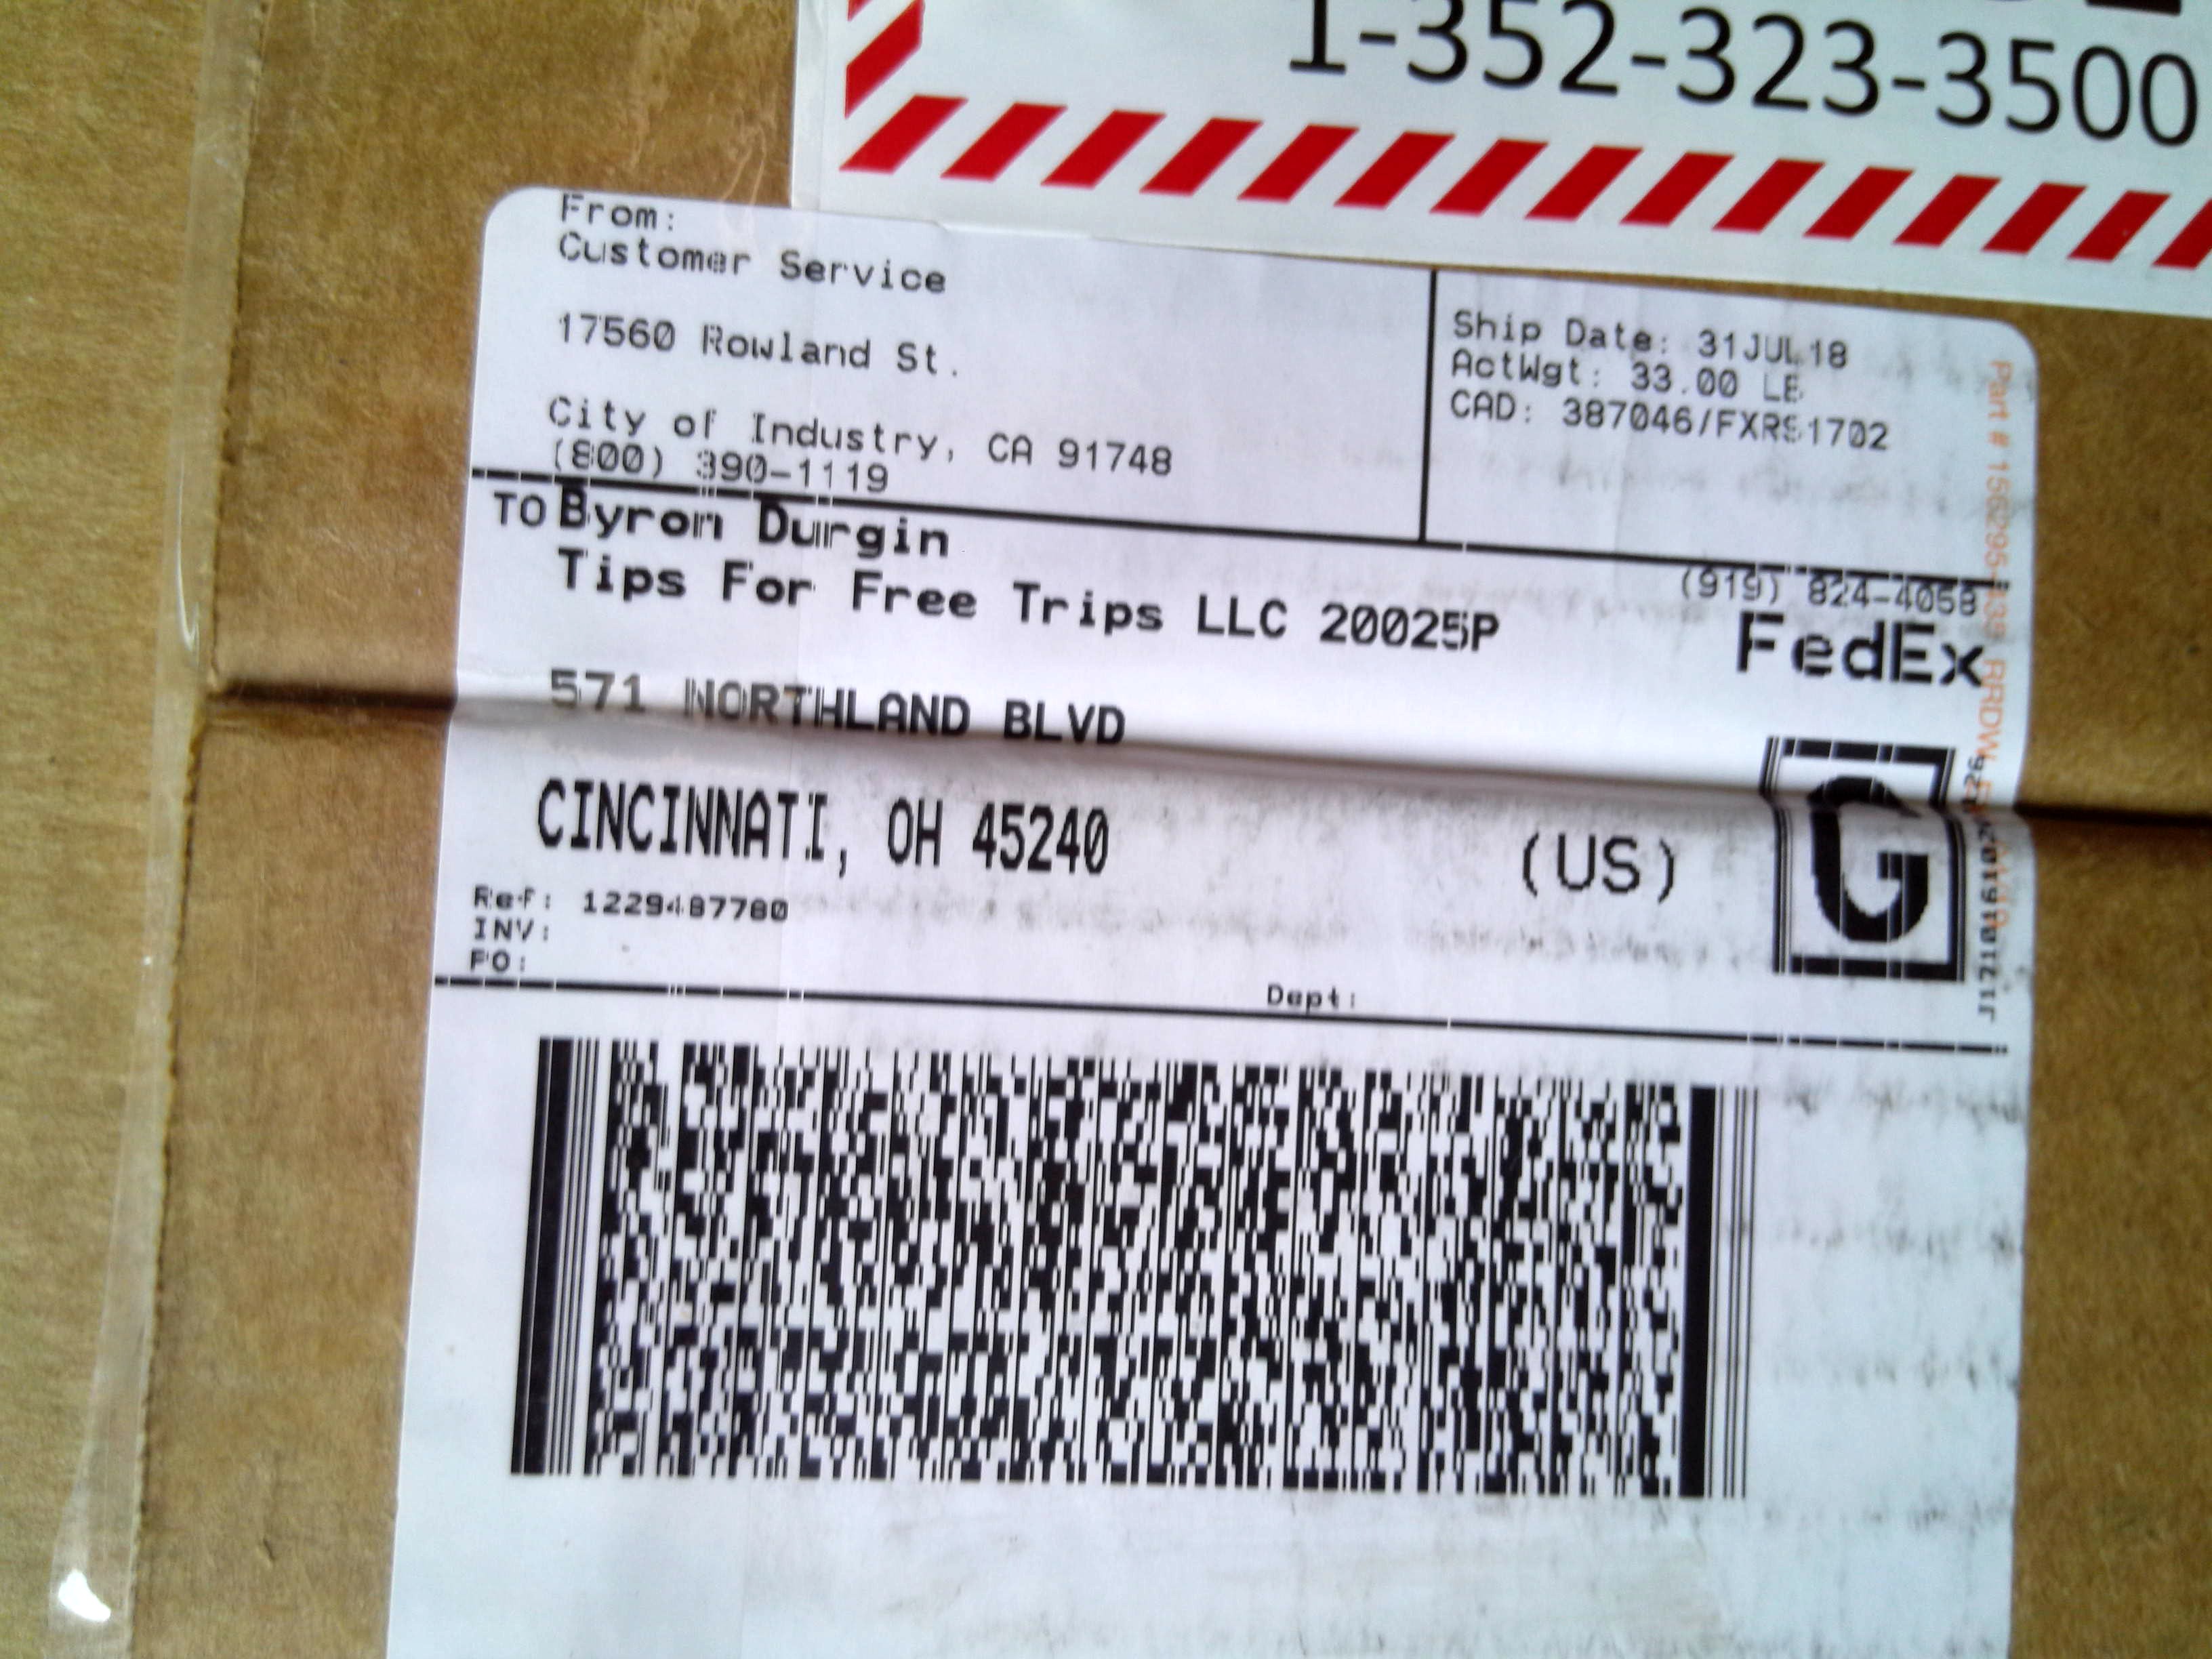 1-352-323-3500
From:
Customer Service
17560 Rowland St.
City of Industry, CA 91748
(800) 390-1119
Ship Date: 31JUL18
ActWgt: 33.00 LB
CAD: 387046/FXRS1702
TO Byron Durgin
Tips For Free Trips LLC 20025P
(919) 824-4058
FedEx
571 NORTHLAND BLVD
CINCINNATI, OH 45240
(US)
G
Ref: 1229487780
INV:
PO:
Dept:
Part #